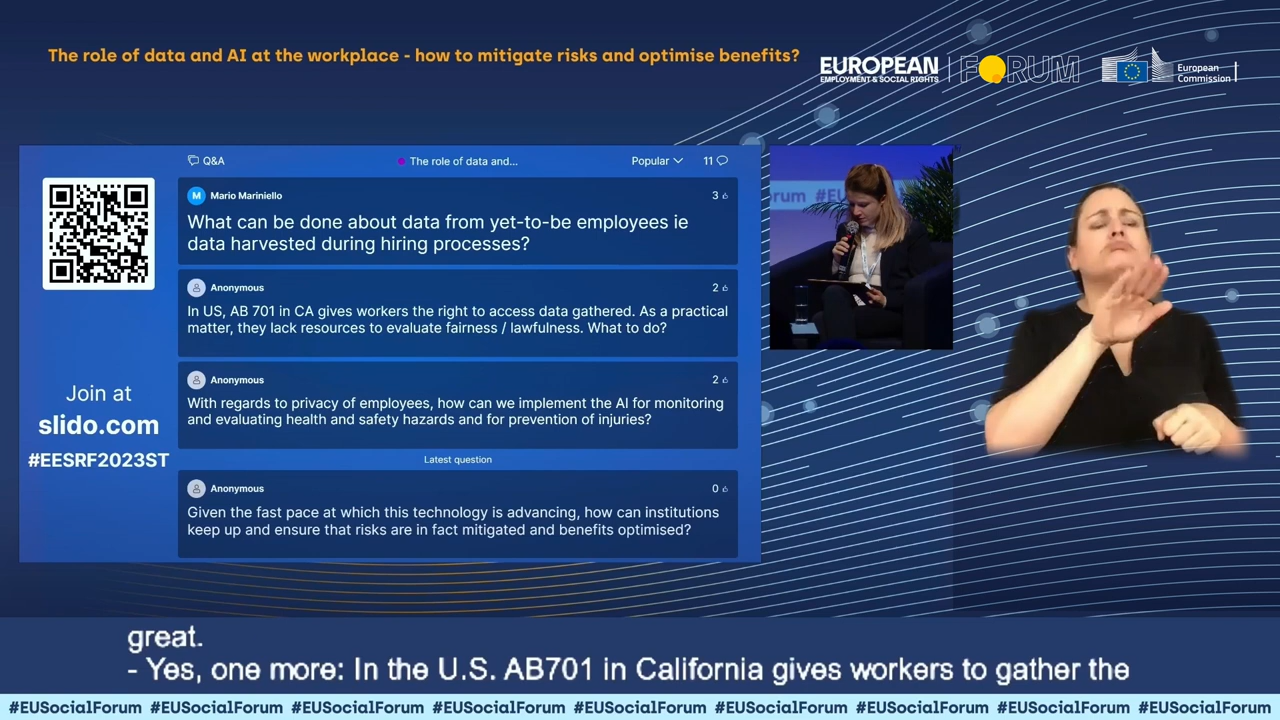 The role of data and AI at the workplace - how to mitigate risks and optimise benefits?
EUROPEAN
EMPLOYMENT & SOCIAL RIGHTS
FORUM
European
Commission
Q&A
The role of data and...
Popular
11
M
Mario Mariniello
3
What can be done about data from yet-to-be employees ie
data harvested during hiring processes?
Anonymous
2
In US, AB 701 in CA gives workers the right to access data gathered. As a practical
matter, they lack resources to evaluate fairness / lawfulness. What to do?
Anonymous
2
With regards to privacy of employees, how can we implement the AI for monitoring
and evaluating health and safety hazards and for prevention of injuries?
Latest question
Anonymous
0
Given the fast pace at which this technology is advancing, how can institutions
keep up and ensure that risks are in fact mitigated and benefits optimised?
Join at
slido.com
#EESRF2023ST
orum #EU
great.
- Yes, one more: In the U.S. AB701 in California gives workers to gather the
#EUSocialForum #EUSocialForum #EUSocialForum #EUSocialForum #EUSocialForum #EUSocialForum #EUSocialForum #EUSocialForum #EUSocialForum